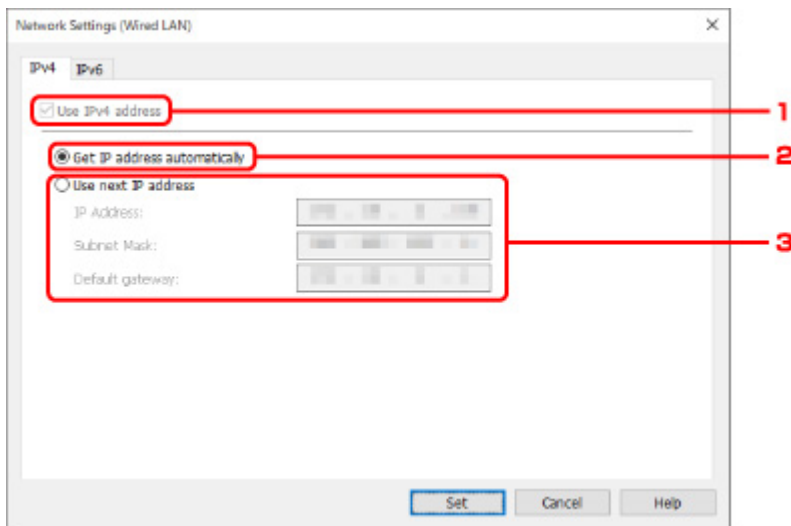 Network Settings (Wired LAN)
IPv4 IPv6
Use IPv4 address
1
Get IP address automatically
2
Use next IP address
IP Address:
Subnet Mask:
3
Default gateway:
Set Cancel Help